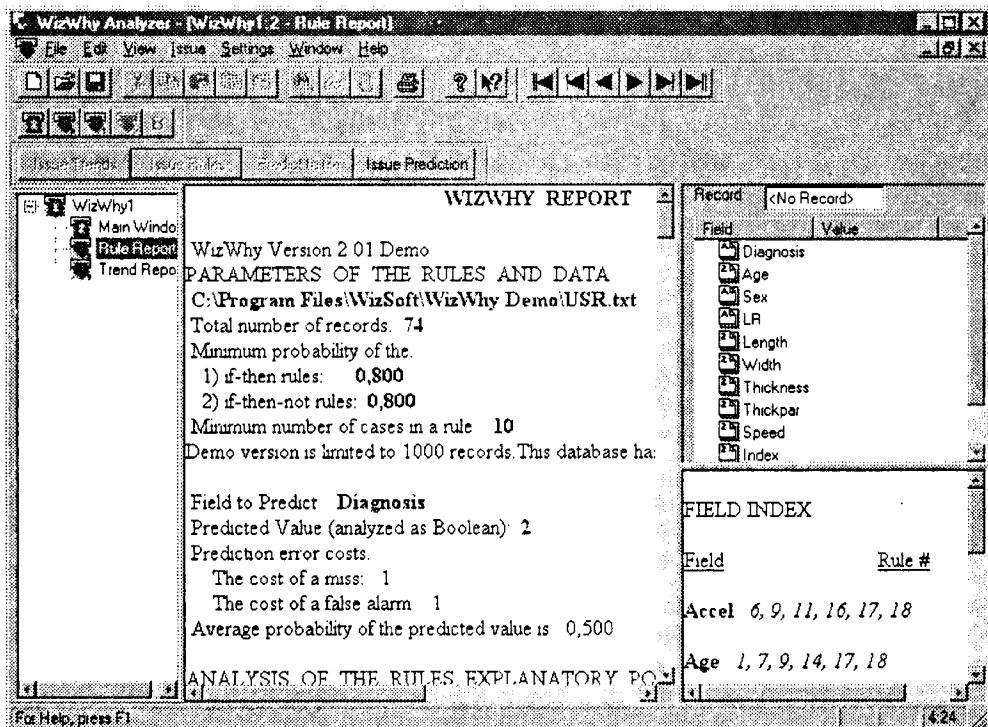 WizWhy Analyzer - [WizWhy1:2 - Rule Report]
File Edit View Issue Settings Window Help
Issue Prediction
WizWhy1
Main Windo
Rule Report
Trend Repo
WIZWHY REPORT
WizWhy Version 2 01 Demo
PARAMETERS OF THE RULES AND DATA
C:\Program Files\WizSoft\WizWhy Demo\USR.txt
Total number of records. 74
Minimum probability of the.
1) if-then rules: 0,800
2) if-then-not rules: 0,800
Minimum number of cases in a rule 10
Demo version is limited to 1000 records.This database ha:
Field to Predict Diagnosis
Predicted Value (analyzed as Boolean) 2
Prediction error costs.
The cost of a miss: 1
The cost of a false alarm 1
Average probability of the predicted value is 0,500
ANALYSIS OF THE RULES EXPLANATORY PO
Record <No Record>
Field Value
Diagnosis
Age
Sex
LR
Length
Width
Thickness
Thickpar
Speed
Index
FIELD INDEX
Field Rule #
Accel 6, 9, 11, 16, 17, 18
Age 1, 7, 9, 14, 17, 18
For Help, press F1
4:24